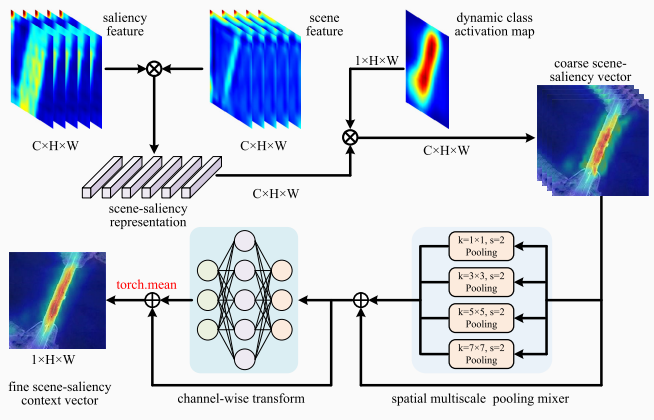 saliency
feature
scene
feature
dynamic class
activation map
1×H×W
coarse scene-
saliency vector
C×H×W
C×H×W
C×H×W
C×H×W
scene-saliency
representation
k=1×1, s=2
Pooling
k=3×3, s=2
Pooling
k=5×5, s=2
Pooling
k=7×7, s=2
Pooling
torch.mean
1×H×W
fine scene-saliency
context vector
channel-wise transform
spatial multiscale pooling mixer